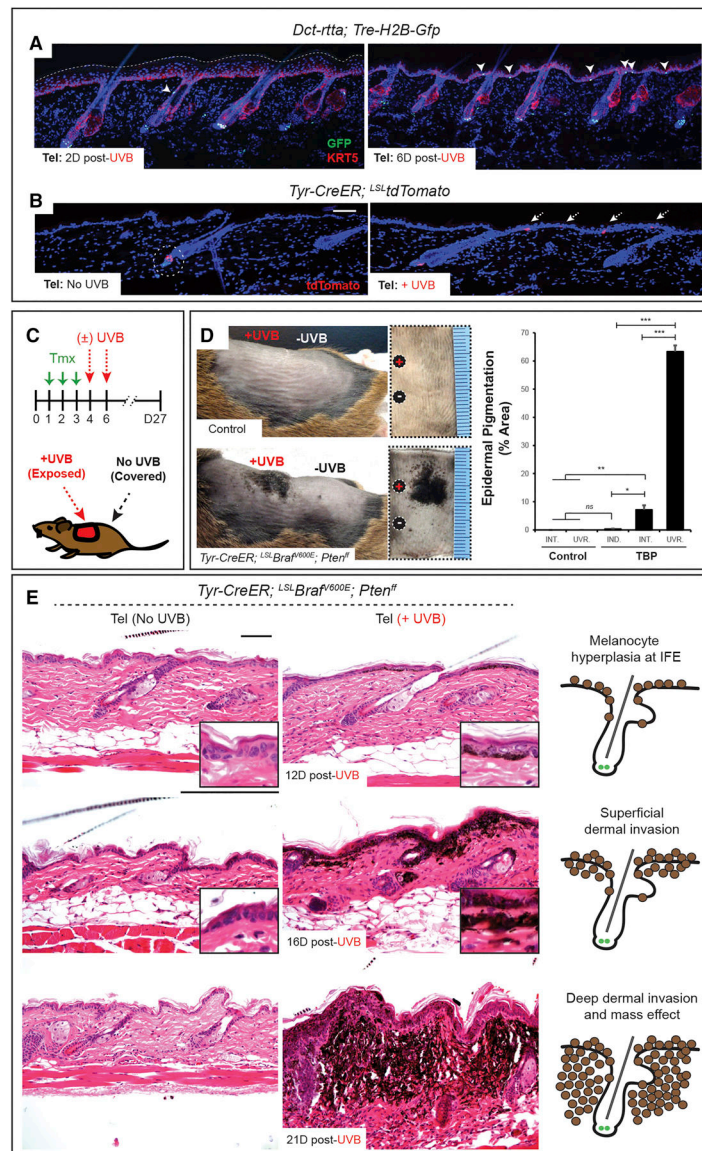 Dct-rtta; Tre-H2B-Gfp
A
Tel: 2D post-UVB
GFP
KRT5
Tel: 6D post-UVB
Tyr-CreER; LSLtdTomato
B
Tel: No UVB
tdTomato
Tel: + UVB
C
(±) UVB
Tmx
0 1 2 3 4 6 D27
+UVB
(Exposed)
No UVB
(Covered)
D
+UVB -UVB
Control
+
-
+UVB -UVB
Tyr-CreER; LSLBrafV600E; Ptenff
+
-
Epidermal Pigmentation
(% Area)
70
60
50
40
30
20
10
0
***
***
**
*
ns
INT. UVR. IND. INT. UVR.
Control TBP
E
Tyr-CreER; LSLBrafV600E; Ptenff
Tel (No UVB)
Tel (+ UVB)
12D post-UVB
Melanocyte
hyperplasia at IFE
16D post-UVB
Superficial
dermal invasion
21D post-UVB
Deep dermal invasion
and mass effect